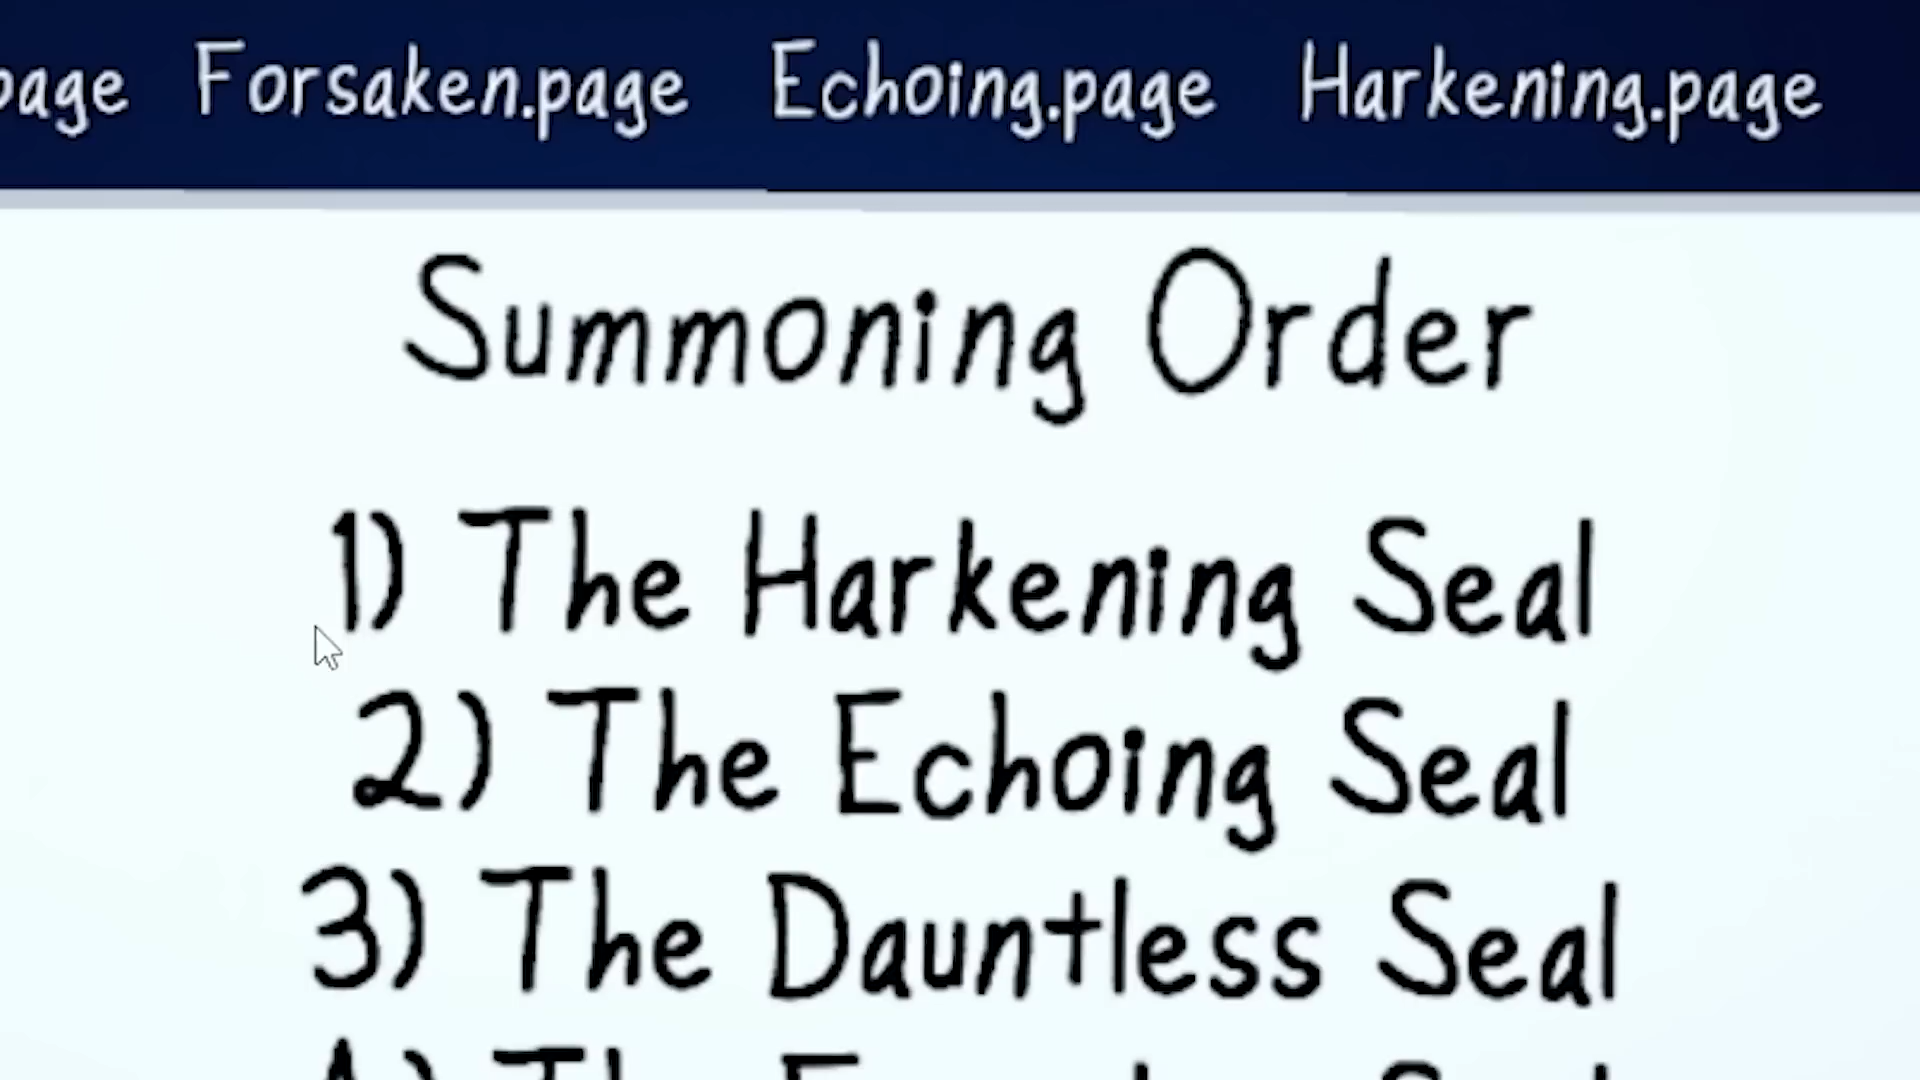 page Forsaken.page Echoing.page Harkening.page
Summoning Order
1) The Harkening Seal
2) The Echoing Seal
3) The Dauntless Seal